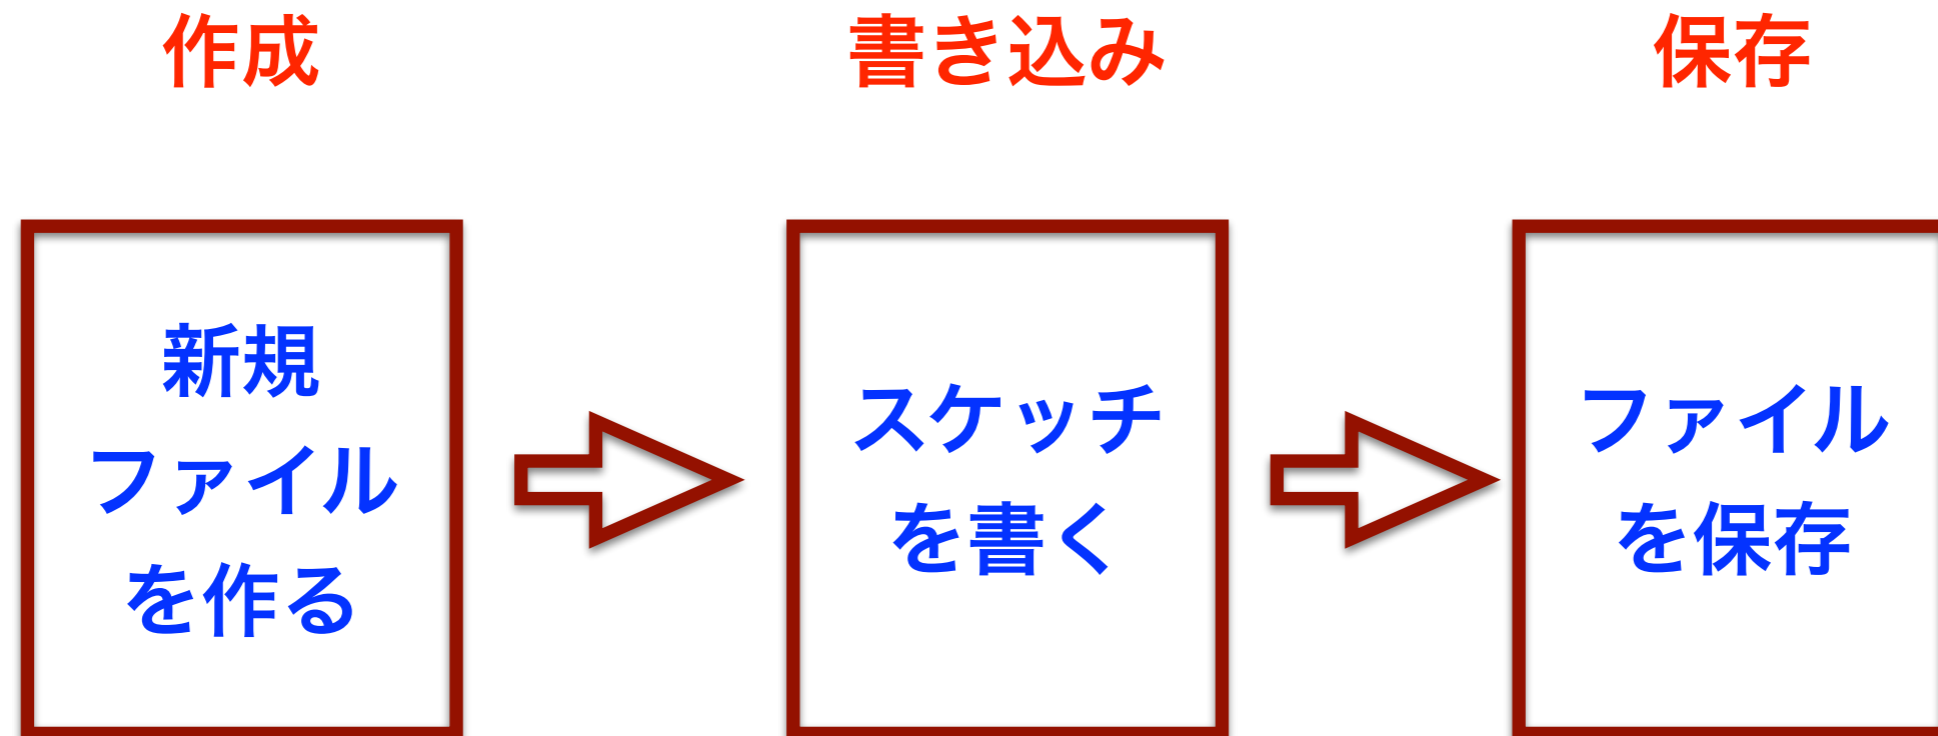 作成
書き込み
保存
新規
ファイル
を作る
スケッチ
を書く
ファイル
を保存